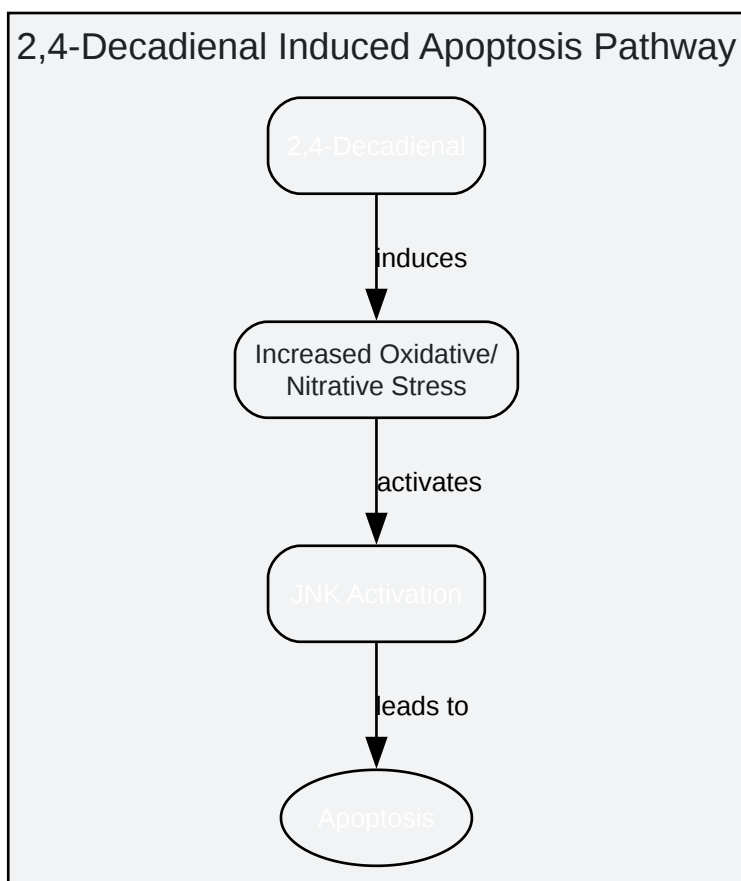 2,4-Decadienal Induced Apoptosis Pathway
2,4-Decadienal
induces
Increased Oxidative/
Nitrative Stress
activates
JNK Activation
leads to
Apoptosis